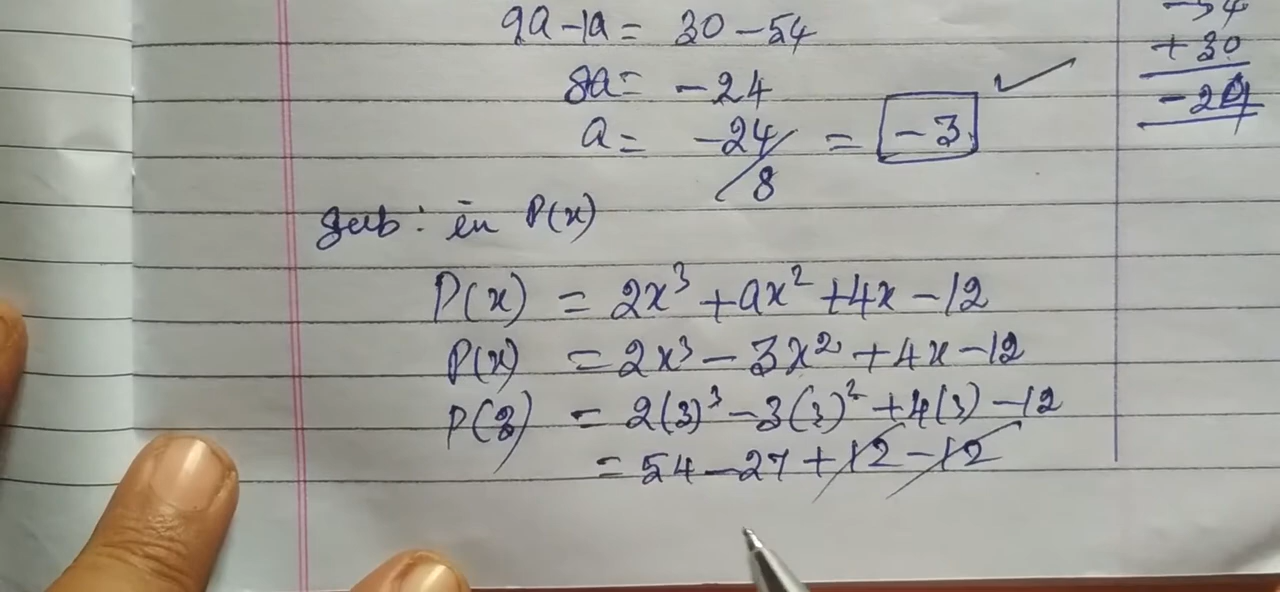 9a - 1a = 30 - 54
8a = -24
a = -24/8 = -3 ✓
Sub: in P(x)
P(x) = 2x³ + ax² + 4x - 12
P(x) = 2x³ - 3x² + 4x - 12
P(3) = 2(3)³ - 3(3)² + 4(3) - 12
= 54 - 27 + 12 - 12
-54
+30
-24